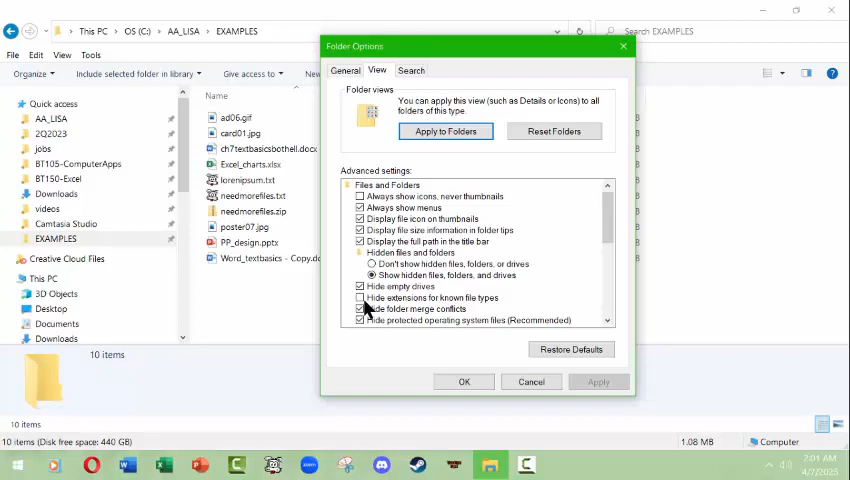 This PC › OS (C:) › AA_LISA › EXAMPLES
Search EXAMPLES
File Edit View Tools
Organize Include selected folder in library Give access to
Quick access
AA_LISA
2Q2023
jobs
BT105-ComputerApps
BT150-Excel
Downloads
videos
Camtasia Studio
EXAMPLES
Creative Cloud Files
This PC
3D Objects
Desktop
Documents
Downloads
Name
ad06.gif
card01.jpg
ch7textbasicsbothell.docx
Excel_charts.xlsx
lorenipsum.txt
needmorefiles.txt
needmorefiles.zip
poster07.jpg
PP_design.pptx
Word_textbasics - Copy.do
Folder Options
General View Search
Folder views
You can apply this view (such as Details or Icons) to all
folders of this type.
Apply to Folders Reset Folders
Advanced settings:
Files and Folders
Always show icons, never thumbnails
Always show menus
Display file icon on thumbnails
Display file size information in folder tips
Display the full path in the title bar
Hidden files and folders
Don't show hidden files, folders, or drives
Show hidden files, folders, and drives
Hide empty drives
Hide extensions for known file types
Hide folder merge conflicts
Hide protected operating system files (Recommended)
Restore Defaults
OK Cancel Apply
10 items
10 items
10 items (Disk free space: 440 GB)
1.08 MB
Computer
2:01 AM